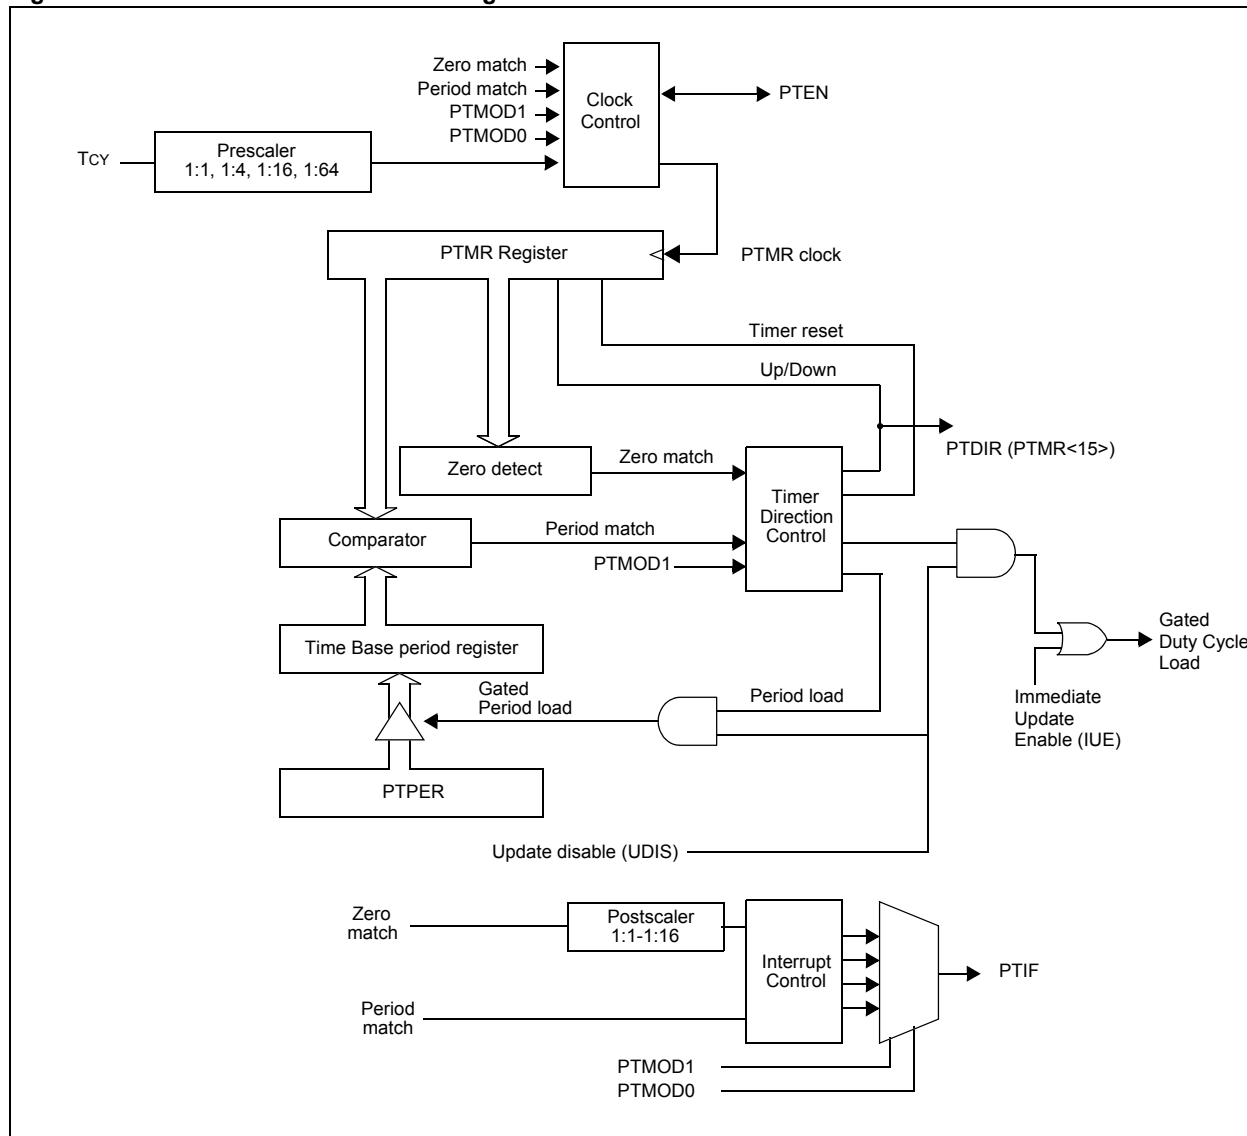 Zero match
Period match
PTMOD1
PTMOD0
Clock
Control
PTEN
TCY
Prescaler
1:1, 1:4, 1:16, 1:64
PTMR Register
PTMR clock
Timer reset
Up/Down
PTDIR (PTMR<15>)
Zero detect
Zero match
Timer
Direction
Control
Comparator
Period match
PTMOD1
Time Base period register
Gated
Period load
Period load
Gated
Duty Cycle
Load
Immediate
Update
Enable (IUE)
PTPER
Update disable (UDIS)
Zero
match
Postscaler
1:1-1:16
Interrupt
Control
PTIF
Period
match
PTMOD1
PTMOD0